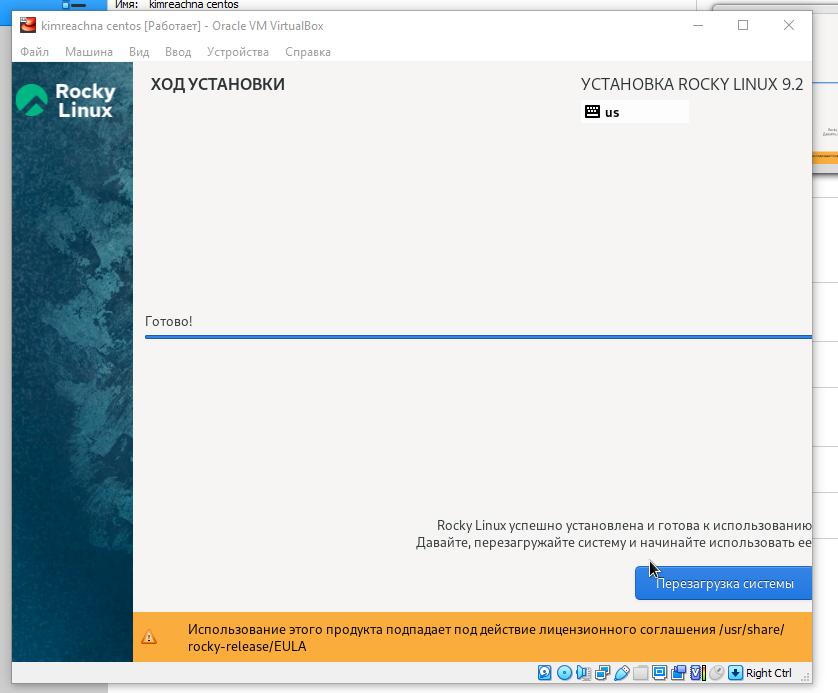 Имя: kimreachna centos
kimreachna centos [Работает] - Oracle VM VirtualBox
Файл Машина Вид Ввод Устройства Справка
Rocky
Linux
ХОД УСТАНОВКИ
УСТАНОВКА ROCKY LINUX 9.2
us
Готово!
Rocky Linux успешно установлена и готова к использованию
Давайте, перезагружайте систему и начинайте использовать ее
Перезагрузка системы
Использование этого продукта подпадает под действие лицензионного соглашения /usr/share/
rocky-release/EULA
Right Ctrl